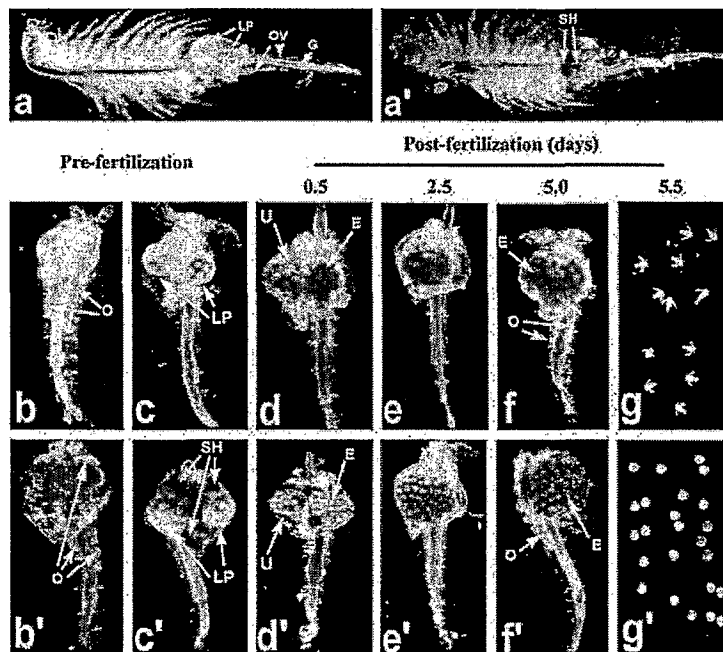 LP
OV G
a
SH
a'
Post-fertilization (days)
Pre-fertilization
0.5 2.5 5.0 5.5
U E
E
O
LP
O
b c d e f g
SH
E
O
U
LP
O
E
b' c' d' e' f' g'